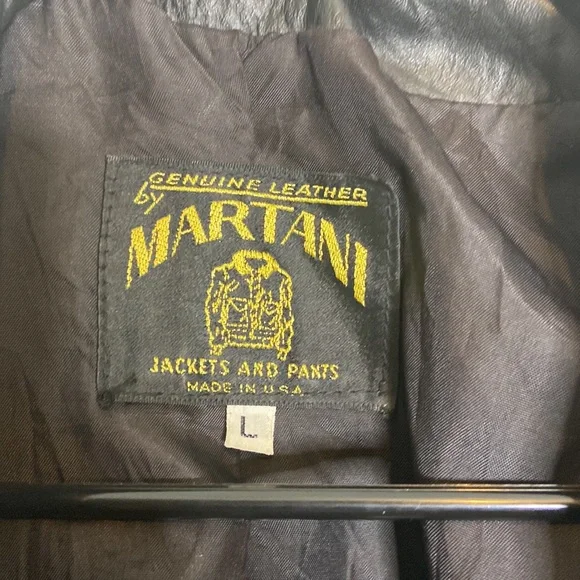 GENUINE LEATHER
by
MARTANI
JACKETS AND PANTS
MADE IN U.S.A
L